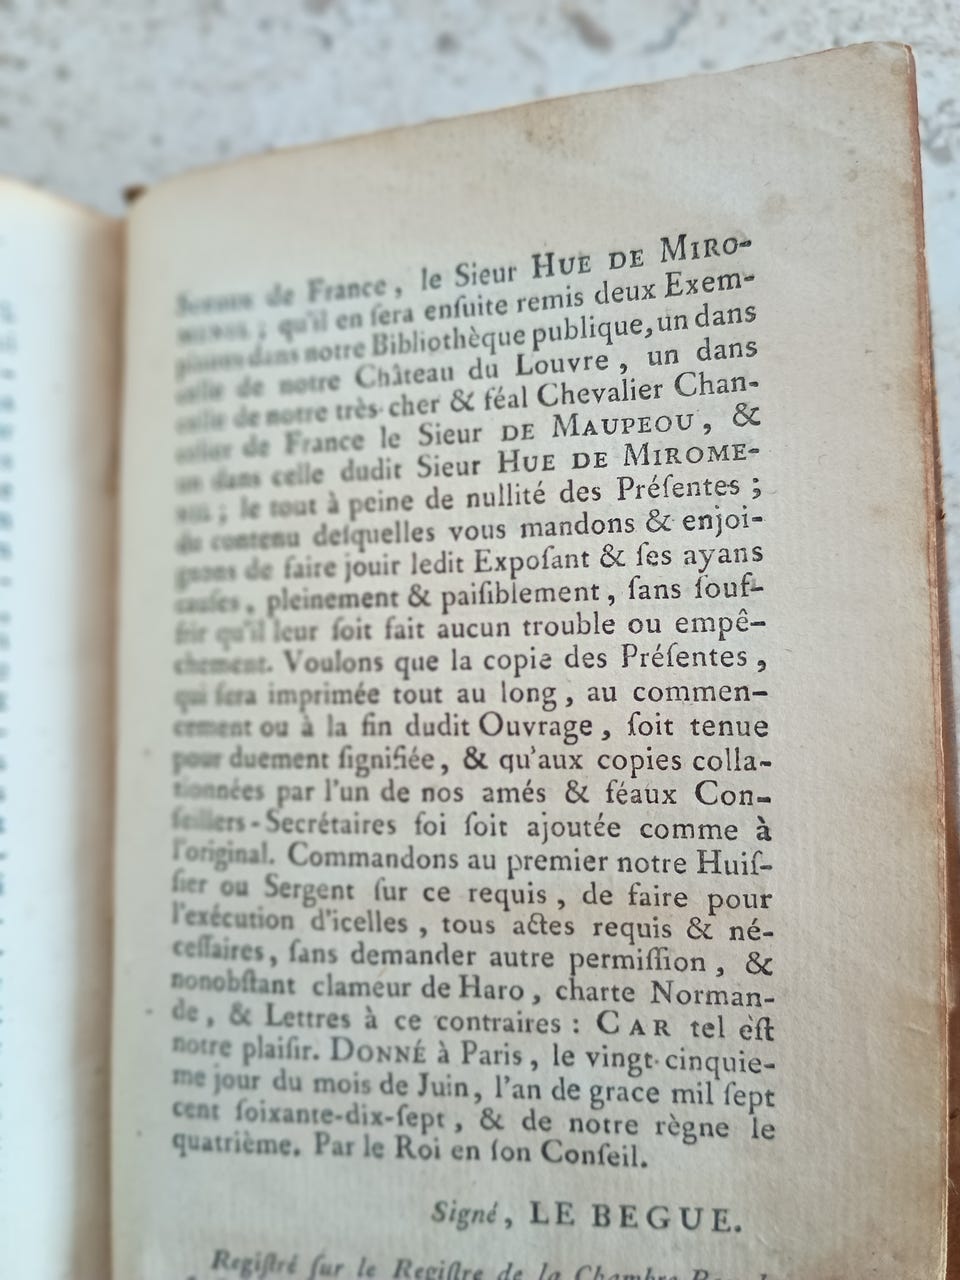 Sceaux de France, le Sieur HUE DE MIRO-
MENIL; qu'il en ſera enſuite remis deux Exem-
plaires dans notre Bibliothèque publique, un dans
celle de notre Château du Louvre, un dans
celle de notre très-cher & féal Chevalier Chan-
celier de France le Sieur DE MAUPEOU, &
un dans celle dudit Sieur HUE DE MIROME-
NIL; le tout à peine de nullité des Préſentes;
du contenu deſquelles vous mandons & enjoi-
gnons de faire jouir ledit Expoſant & ſes ayans
cauſes, pleinement & paiſiblement, ſans ſouf-
frir qu'il leur ſoit fait aucun trouble ou empê-
chement. Voulons que la copie des Préſentes,
qui ſera imprimée tout au long, au commen-
cement ou à la fin dudit Ouvrage, ſoit tenue
pour duement ſignifiée, & qu'aux copies colla-
tionnées par l'un de nos amés & féaux Con-
ſeillers-Secrétaires foi ſoit ajoutée comme à
l'original. Commandons au premier notre Huiſ-
ſier ou Sergent ſur ce requis, de faire pour
l'exécution d'icelles, tous actes requis & né-
ceſſaires, ſans demander autre permiſſion, &
nonobſtant clameur de Haro, charte Norman-
de, & Lettres à ce contraires: CAR tel eſt
notre plaiſir. DONNÉ à Paris, le vingt-cinquie-
me jour du mois de Juin, l'an de grace mil ſept
cent ſoixante-dix-ſept, & de notre règne le
quatrième. Par le Roi en ſon Conſeil.
Signé, LE BEGUE.
Regiſtré ſur le Regiſtre de la Chambre